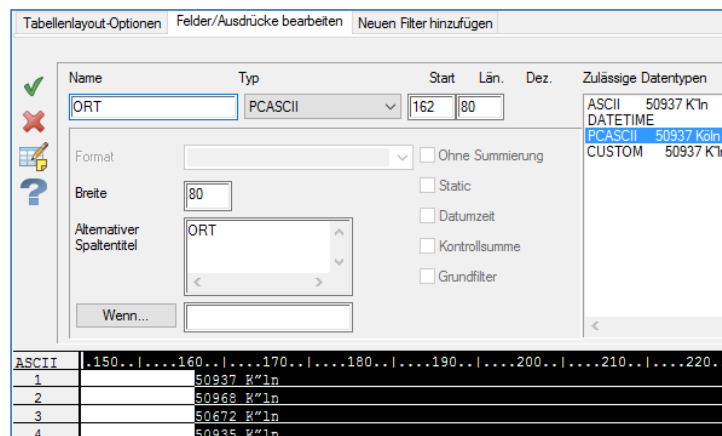 Tabellenlayout-Optionen Felder/Ausdrücke bearbeiten Neuen Filter hinzufügen
Name Typ Start Län. Dez. Zulässige Datentypen
ORT PCASCII 162 80
ASCII 50937 K"ln
DATETIME
PCASCII 50937 Köln
CUSTOM 50937 K"ln
Format Ohne Summierung
Static
Breite 80
Datumzeit
Alternativer Spaltentitel ORT
Kontrollsumme
Grundfilter
Wenn...
ASCII .150..|....160..|....170..|....180..|....190..|....200..|....210..|....220.
1 50937 K"ln
2 50968 K"ln
3 50672 K"ln
4 50935 K"ln